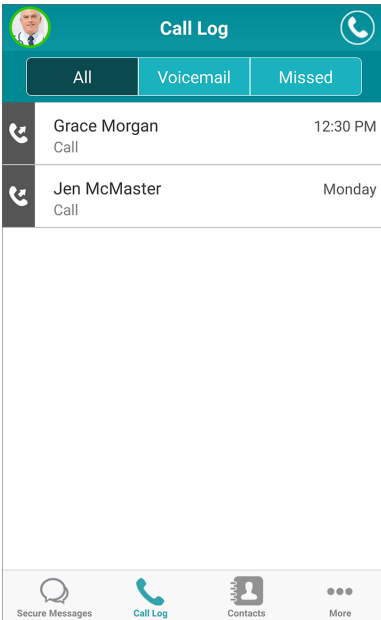 Call Log
All Voicemail Missed
Grace Morgan 12:30 PM
Call
Jen McMaster Monday
Call
Secure Messages Call Log Contacts More